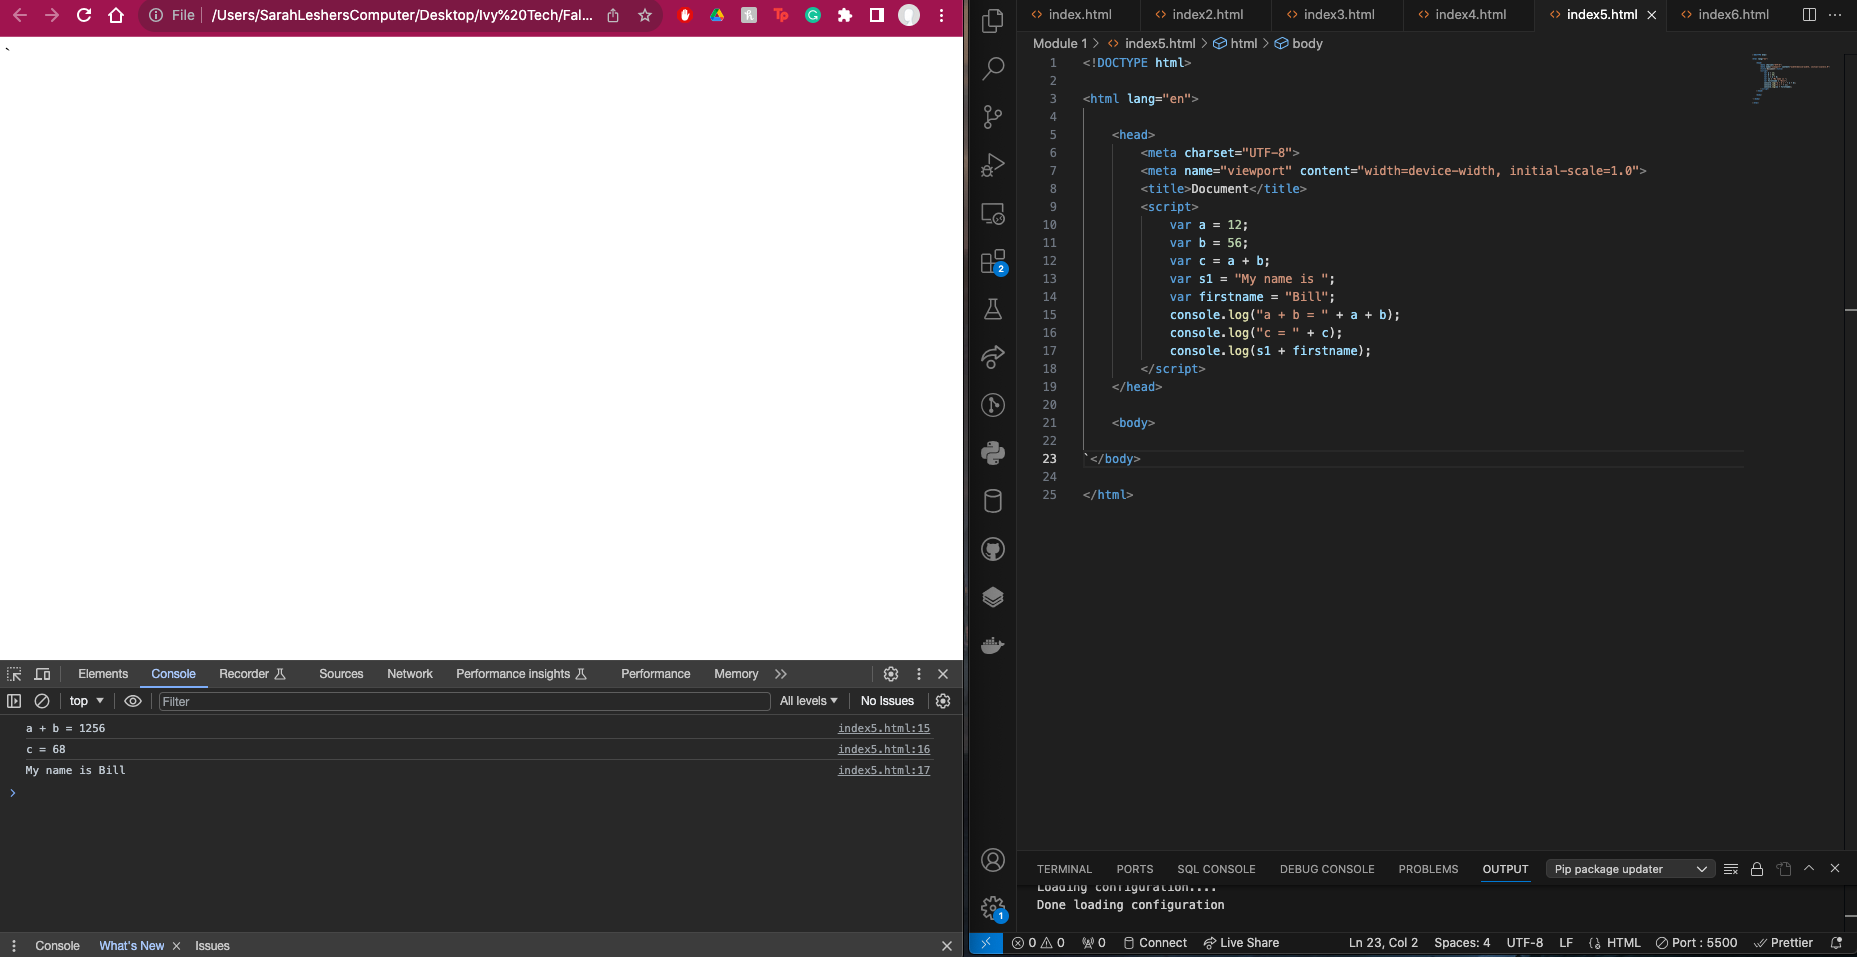 File /Users/SarahLeshersComputer/Desktop/Ivy%20Tech/Fal...
`
Elements Console Recorder Sources Network Performance insights Performance Memory
top Filter All levels No Issues
a + b = 1256 index5.html:15
c = 68 index5.html:16
My name is Bill index5.html:17
>
Console What's New Issues
index.html index2.html index3.html index4.html index5.html index6.html
Module 1 > index5.html > html > body
1 <!DOCTYPE html>
2
3 <html lang="en">
4
5 <head>
6 <meta charset="UTF-8">
7 <meta name="viewport" content="width=device-width, initial-scale=1.0">
8 <title>Document</title>
9 <script>
10 var a = 12;
11 var b = 56;
12 var c = a + b;
13 var s1 = "My name is ";
14 var firstname = "Bill";
15 console.log("a + b = " + a + b);
16 console.log("c = " + c);
17 console.log(s1 + firstname);
18 </script>
19 </head>
20
21 <body>
22
23 `</body>
24
25 </html>
2
1
TERMINAL PORTS SQL CONSOLE DEBUG CONSOLE PROBLEMS OUTPUT Pip package updater
Loading configuration....
Done loading configuration
0 0 0 Connect Live Share Ln 23, Col 2 Spaces: 4 UTF-8 LF HTML Port : 5500 Prettier